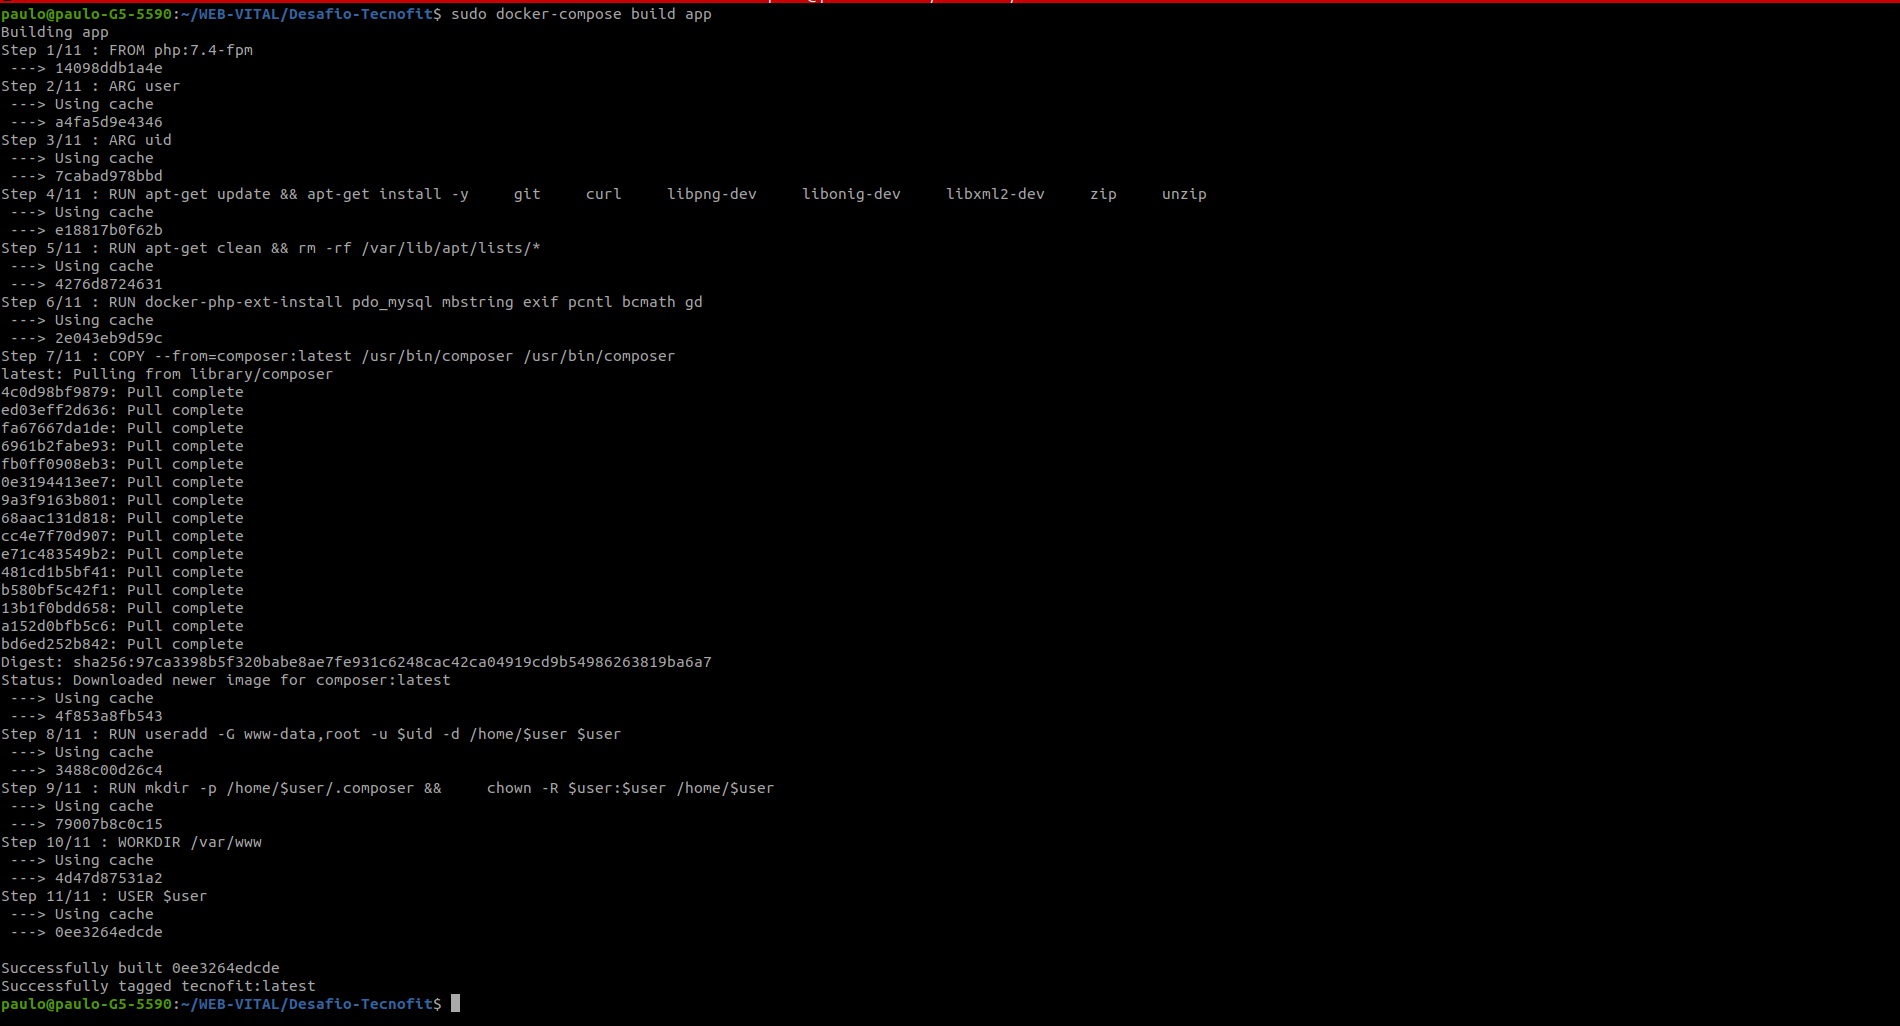 paulo@paulo-G5-5590:~/WEB-VITAL/Desafio-Tecnofit$ sudo docker-compose build app
Building app
Step 1/11 : FROM php:7.4-fpm
 ---> 14098ddb1a4e
Step 2/11 : ARG user
 ---> Using cache
 ---> a4fa5d9e4346
Step 3/11 : ARG uid
 ---> Using cache
 ---> 7cabad978bbd
Step 4/11 : RUN apt-get update && apt-get install -y     git     curl     libpng-dev     libonig-dev     libxml2-dev     zip     unzip
 ---> Using cache
 ---> e18817b0f62b
Step 5/11 : RUN apt-get clean && rm -rf /var/lib/apt/lists/*
 ---> Using cache
 ---> 4276d8724631
Step 6/11 : RUN docker-php-ext-install pdo_mysql mbstring exif pcntl bcmath gd
 ---> Using cache
 ---> 2e043eb9d59c
Step 7/11 : COPY --from=composer:latest /usr/bin/composer /usr/bin/composer
latest: Pulling from library/composer
4c0d98bf9879: Pull complete
ed03eff2d636: Pull complete
fa67667da1de: Pull complete
6961b2fabe93: Pull complete
fb0ff0908eb3: Pull complete
0e3194413ee7: Pull complete
9a3f9163b801: Pull complete
68aac131d818: Pull complete
cc4e7f70d907: Pull complete
e71c483549b2: Pull complete
481cd1b5bf41: Pull complete
b580bf5c42f1: Pull complete
13b1f0bdd658: Pull complete
a152d0bfb5c6: Pull complete
bd6ed252b842: Pull complete
Digest: sha256:97ca3398b5f320babe8ae7fe931c6248cac42ca04919cd9b54986263819ba6a7
Status: Downloaded newer image for composer:latest
 ---> Using cache
 ---> 4f853a8fb543
Step 8/11 : RUN useradd -G www-data,root -u $uid -d /home/$user $user
 ---> Using cache
 ---> 3488c00d26c4
Step 9/11 : RUN mkdir -p /home/$user/.composer &&     chown -R $user:$user /home/$user
 ---> Using cache
 ---> 79007b8c0c15
Step 10/11 : WORKDIR /var/www
 ---> Using cache
 ---> 4d47d87531a2
Step 11/11 : USER $user
 ---> Using cache
 ---> 0ee3264edcde
Successfully built 0ee3264edcde
Successfully tagged tecnofit:latest
paulo@paulo-G5-5590:~/WEB-VITAL/Desafio-Tecnofit$